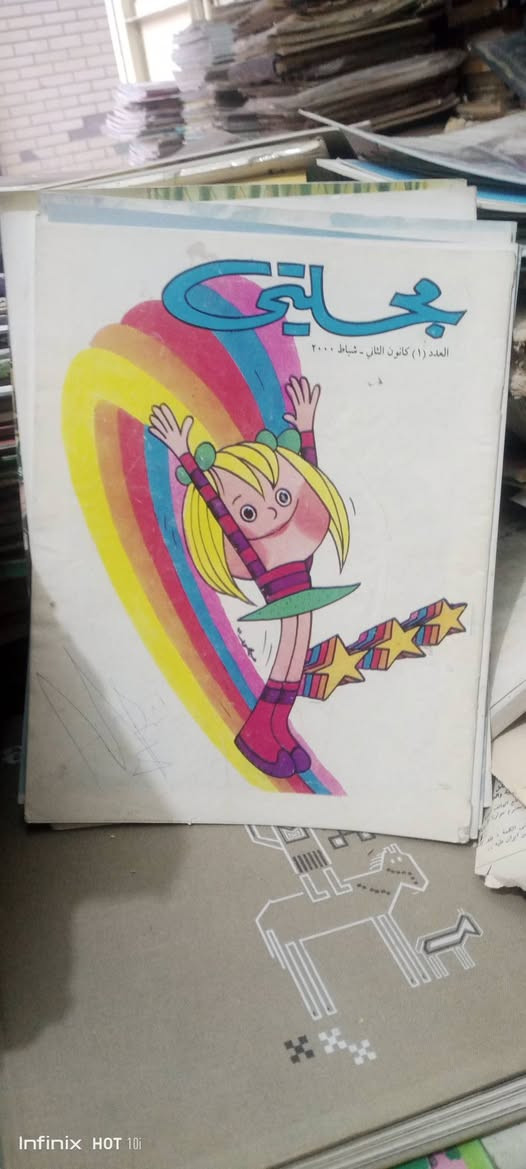 مجلتي
العدد (١) كانون الثاني - شباط ٢٠٠٠
Infinix HOT 10i